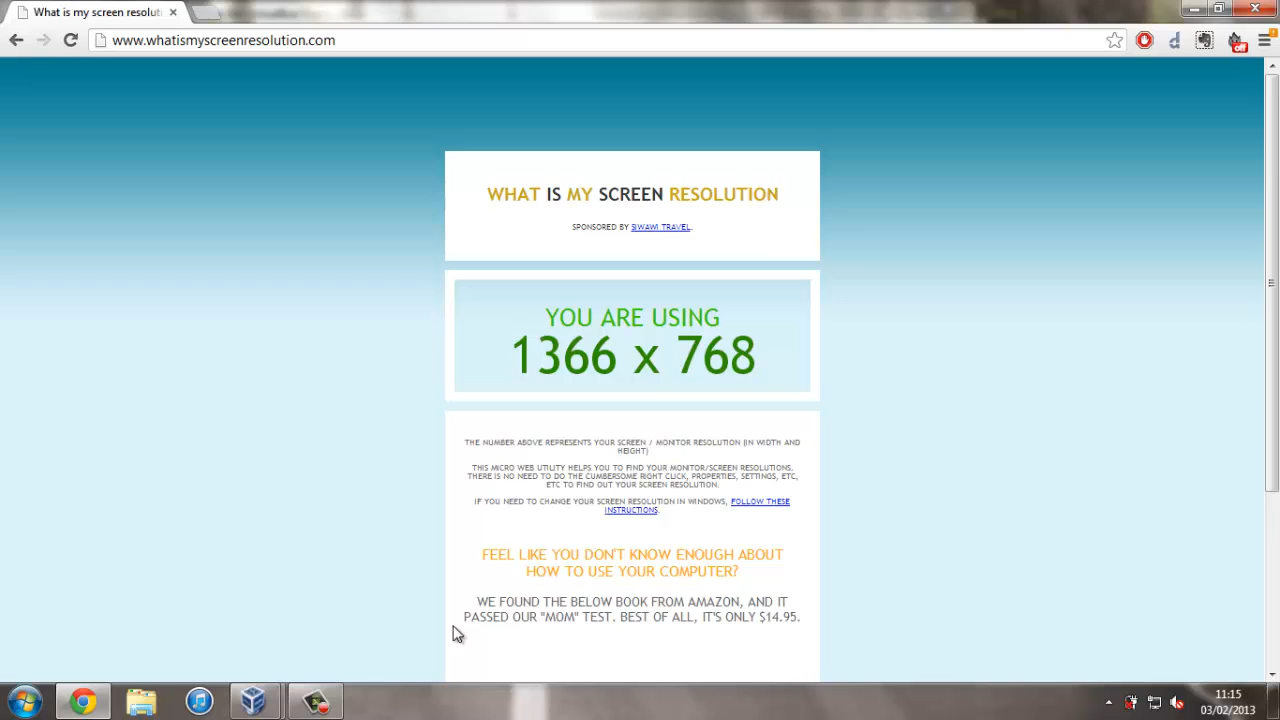 What is my screen resolut
www.whatismyscreenresolution.com
off
WHAT IS MY SCREEN RESOLUTION
SPONSORED BY SIWAWI TRAVEL.
YOU ARE USING
1366 x 768
THE NUMBER ABOVE REPRESENTS YOUR SCREEN / MONITOR RESOLUTION (IN WIDTH AND
HEIGHT)
THIS MICRO WEB UTILITY HELPS YOU TO FIND YOUR MONITOR/SCREEN RESOLUTIONS.
THERE IS NO NEED TO DO THE CUMBERSOME RIGHT CLICK, PROPERTIES, SETTINGS, ETC,
ETC TO FIND OUT YOUR SCREEN RESOLUTION.
IF YOU NEED TO CHANGE YOUR SCREEN RESOLUTION IN WINDOWS, FOLLOW THESE
INSTRUCTIONS.
FEEL LIKE YOU DON'T KNOW ENOUGH ABOUT
HOW TO USE YOUR COMPUTER?
WE FOUND THE BELOW BOOK FROM AMAZON, AND IT
PASSED OUR "MOM" TEST. BEST OF ALL, IT'S ONLY $14.95.
11:15
03/02/2013